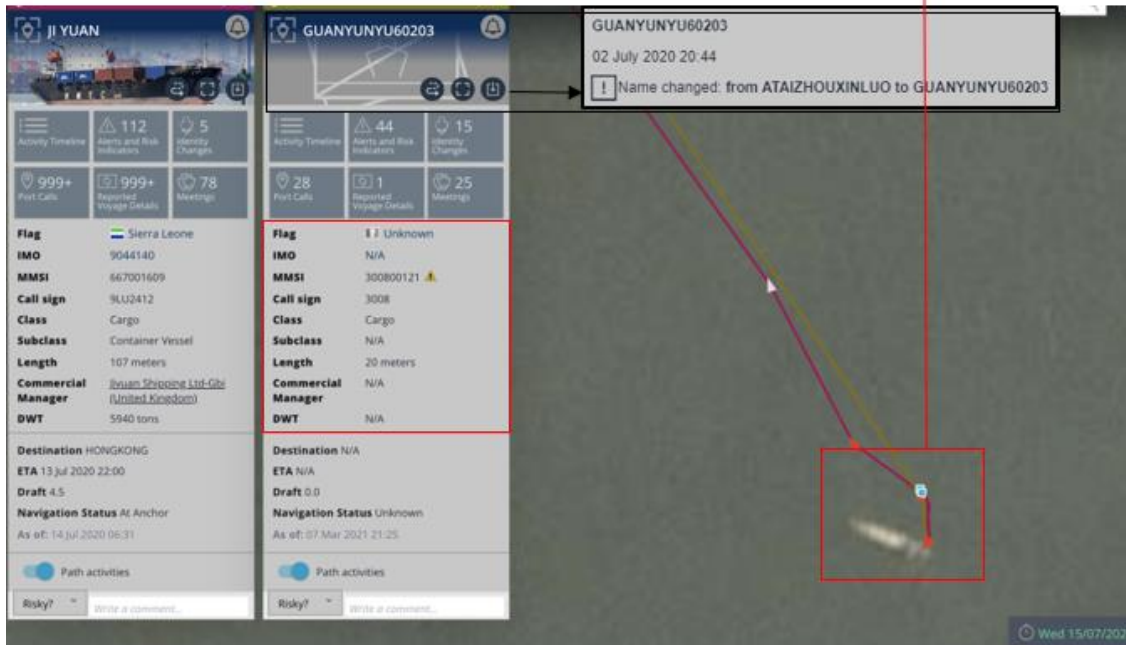 JI YUAN
112
Alerts and Risk Indicators
5
Identity Changes
Activity Timeline
999+
Port Calls
999+
Reported Voyage Details
78
Meetings
Flag Sierra Leone
IMO 9044140
MMSI 667001609
Call sign 9LU2412
Class Cargo
Subclass Container Vessel
Length 107 meters
Commercial Manager Jiyuan Shipping Ltd-Gbi (United Kingdom)
DWT 5940 tons
Destination HONGKONG
ETA 13 Jul 2020 22:00
Draft 4.5
Navigation Status At Anchor
As of: 14 Jul 2020 06:31
Path activities
Risky?
Write a comment...
GUANYUNYU60203
Activity Timeline
44
Alerts and Risk Indicators
15
Identity Changes
28
Port Calls
1
Reported Voyage Details
25
Meetings
Flag Unknown
IMO N/A
MMSI 300800121
Call sign 3008
Class Cargo
Subclass N/A
Length 20 meters
Commercial Manager N/A
DWT N/A
Destination N/A
ETA N/A
Draft 0.0
Navigation Status Unknown
As of: 07 Mar 2021 21:25
Path activities
Risky?
Write a comment...
GUANYUNYU60203
02 July 2020 20:44
! Name changed: from ATAIZHOUXINLUO to GUANYUNYU60203
Wed 15/07/202